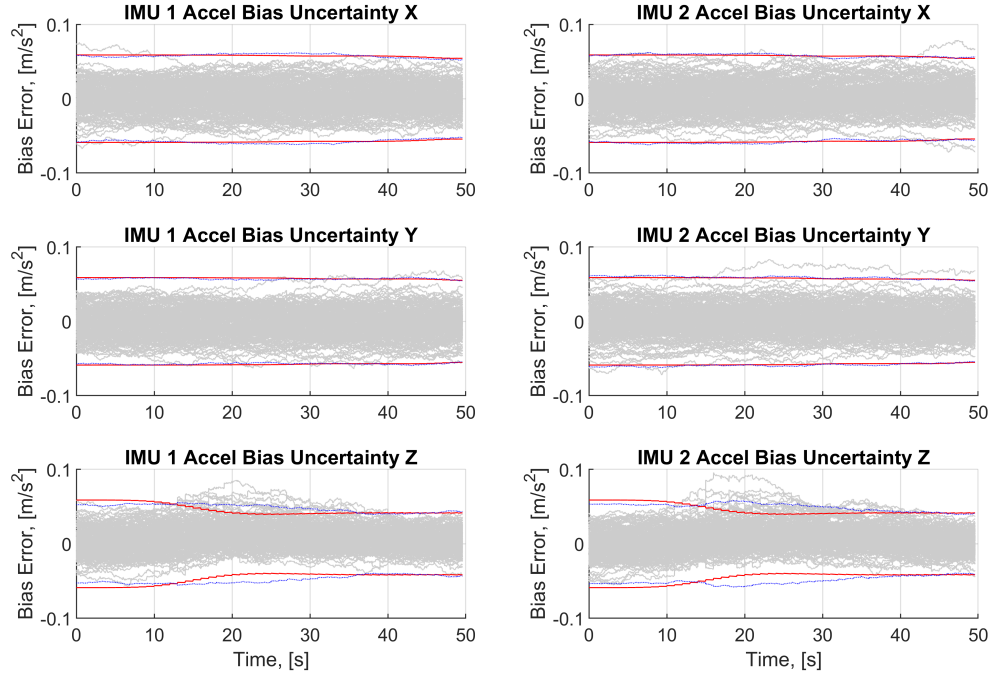 IMU 1 Accel Bias Uncertainty X
IMU 2 Accel Bias Uncertainty X
Bias Error, [m/s²]
0.1
0
-0.1
0 10 20 30 40 50
Bias Error, [m/s²]
0.1
0
-0.1
0 10 20 30 40 50
IMU 1 Accel Bias Uncertainty Y
IMU 2 Accel Bias Uncertainty Y
Bias Error, [m/s²]
0.1
0
-0.1
0 10 20 30 40 50
Bias Error, [m/s²]
0.1
0
-0.1
0 10 20 30 40 50
IMU 1 Accel Bias Uncertainty Z
IMU 2 Accel Bias Uncertainty Z
Bias Error, [m/s²]
0.1
0
-0.1
0 10 20 30 40 50
Time, [s]
Bias Error, [m/s²]
0.1
0
-0.1
0 10 20 30 40 50
Time, [s]